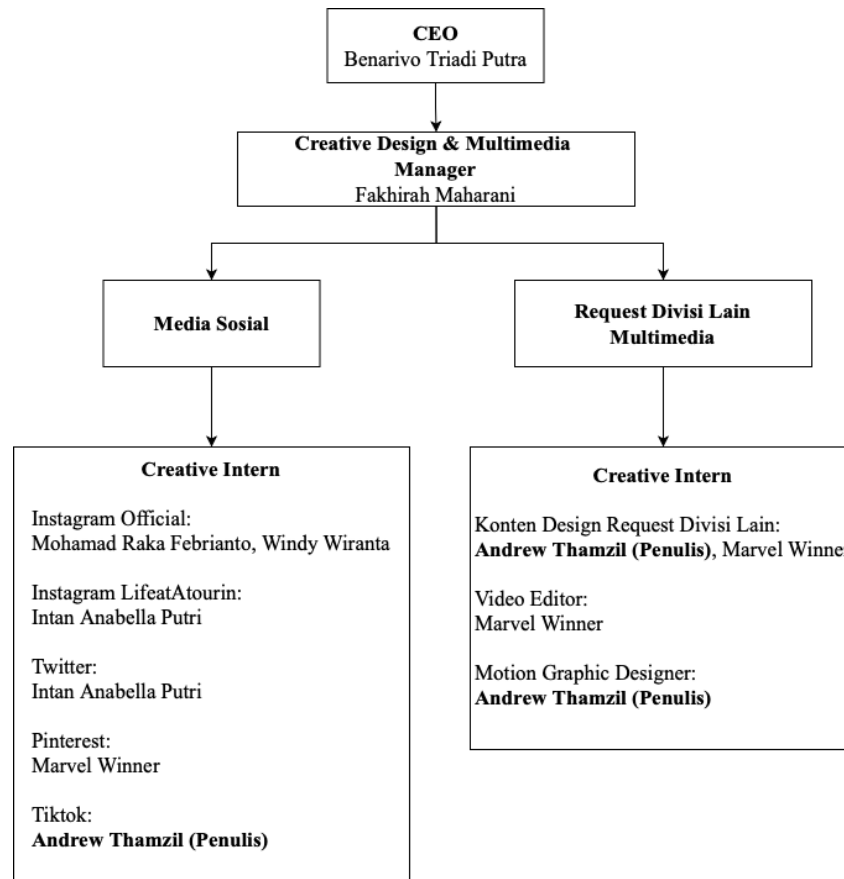 CEO
Benarivo Triadi Putra
Creative Design & Multimedia
Manager
Fakhirah Maharani
Media Sosial
Request Divisi Lain
Multimedia
Creative Intern
Instagram Official:
Mohamad Raka Febrianto, Windy Wiranta
Instagram LifeatAtourin:
Intan Anabella Putri
Twitter:
Intan Anabella Putri
Pinterest:
Marvel Winner
Tiktok:
Andrew Thamzil (Penulis)
Creative Intern
Konten Design Request Divisi Lain:
Andrew Thamzil (Penulis), Marvel Winner
Video Editor:
Marvel Winner
Motion Graphic Designer:
Andrew Thamzil (Penulis)